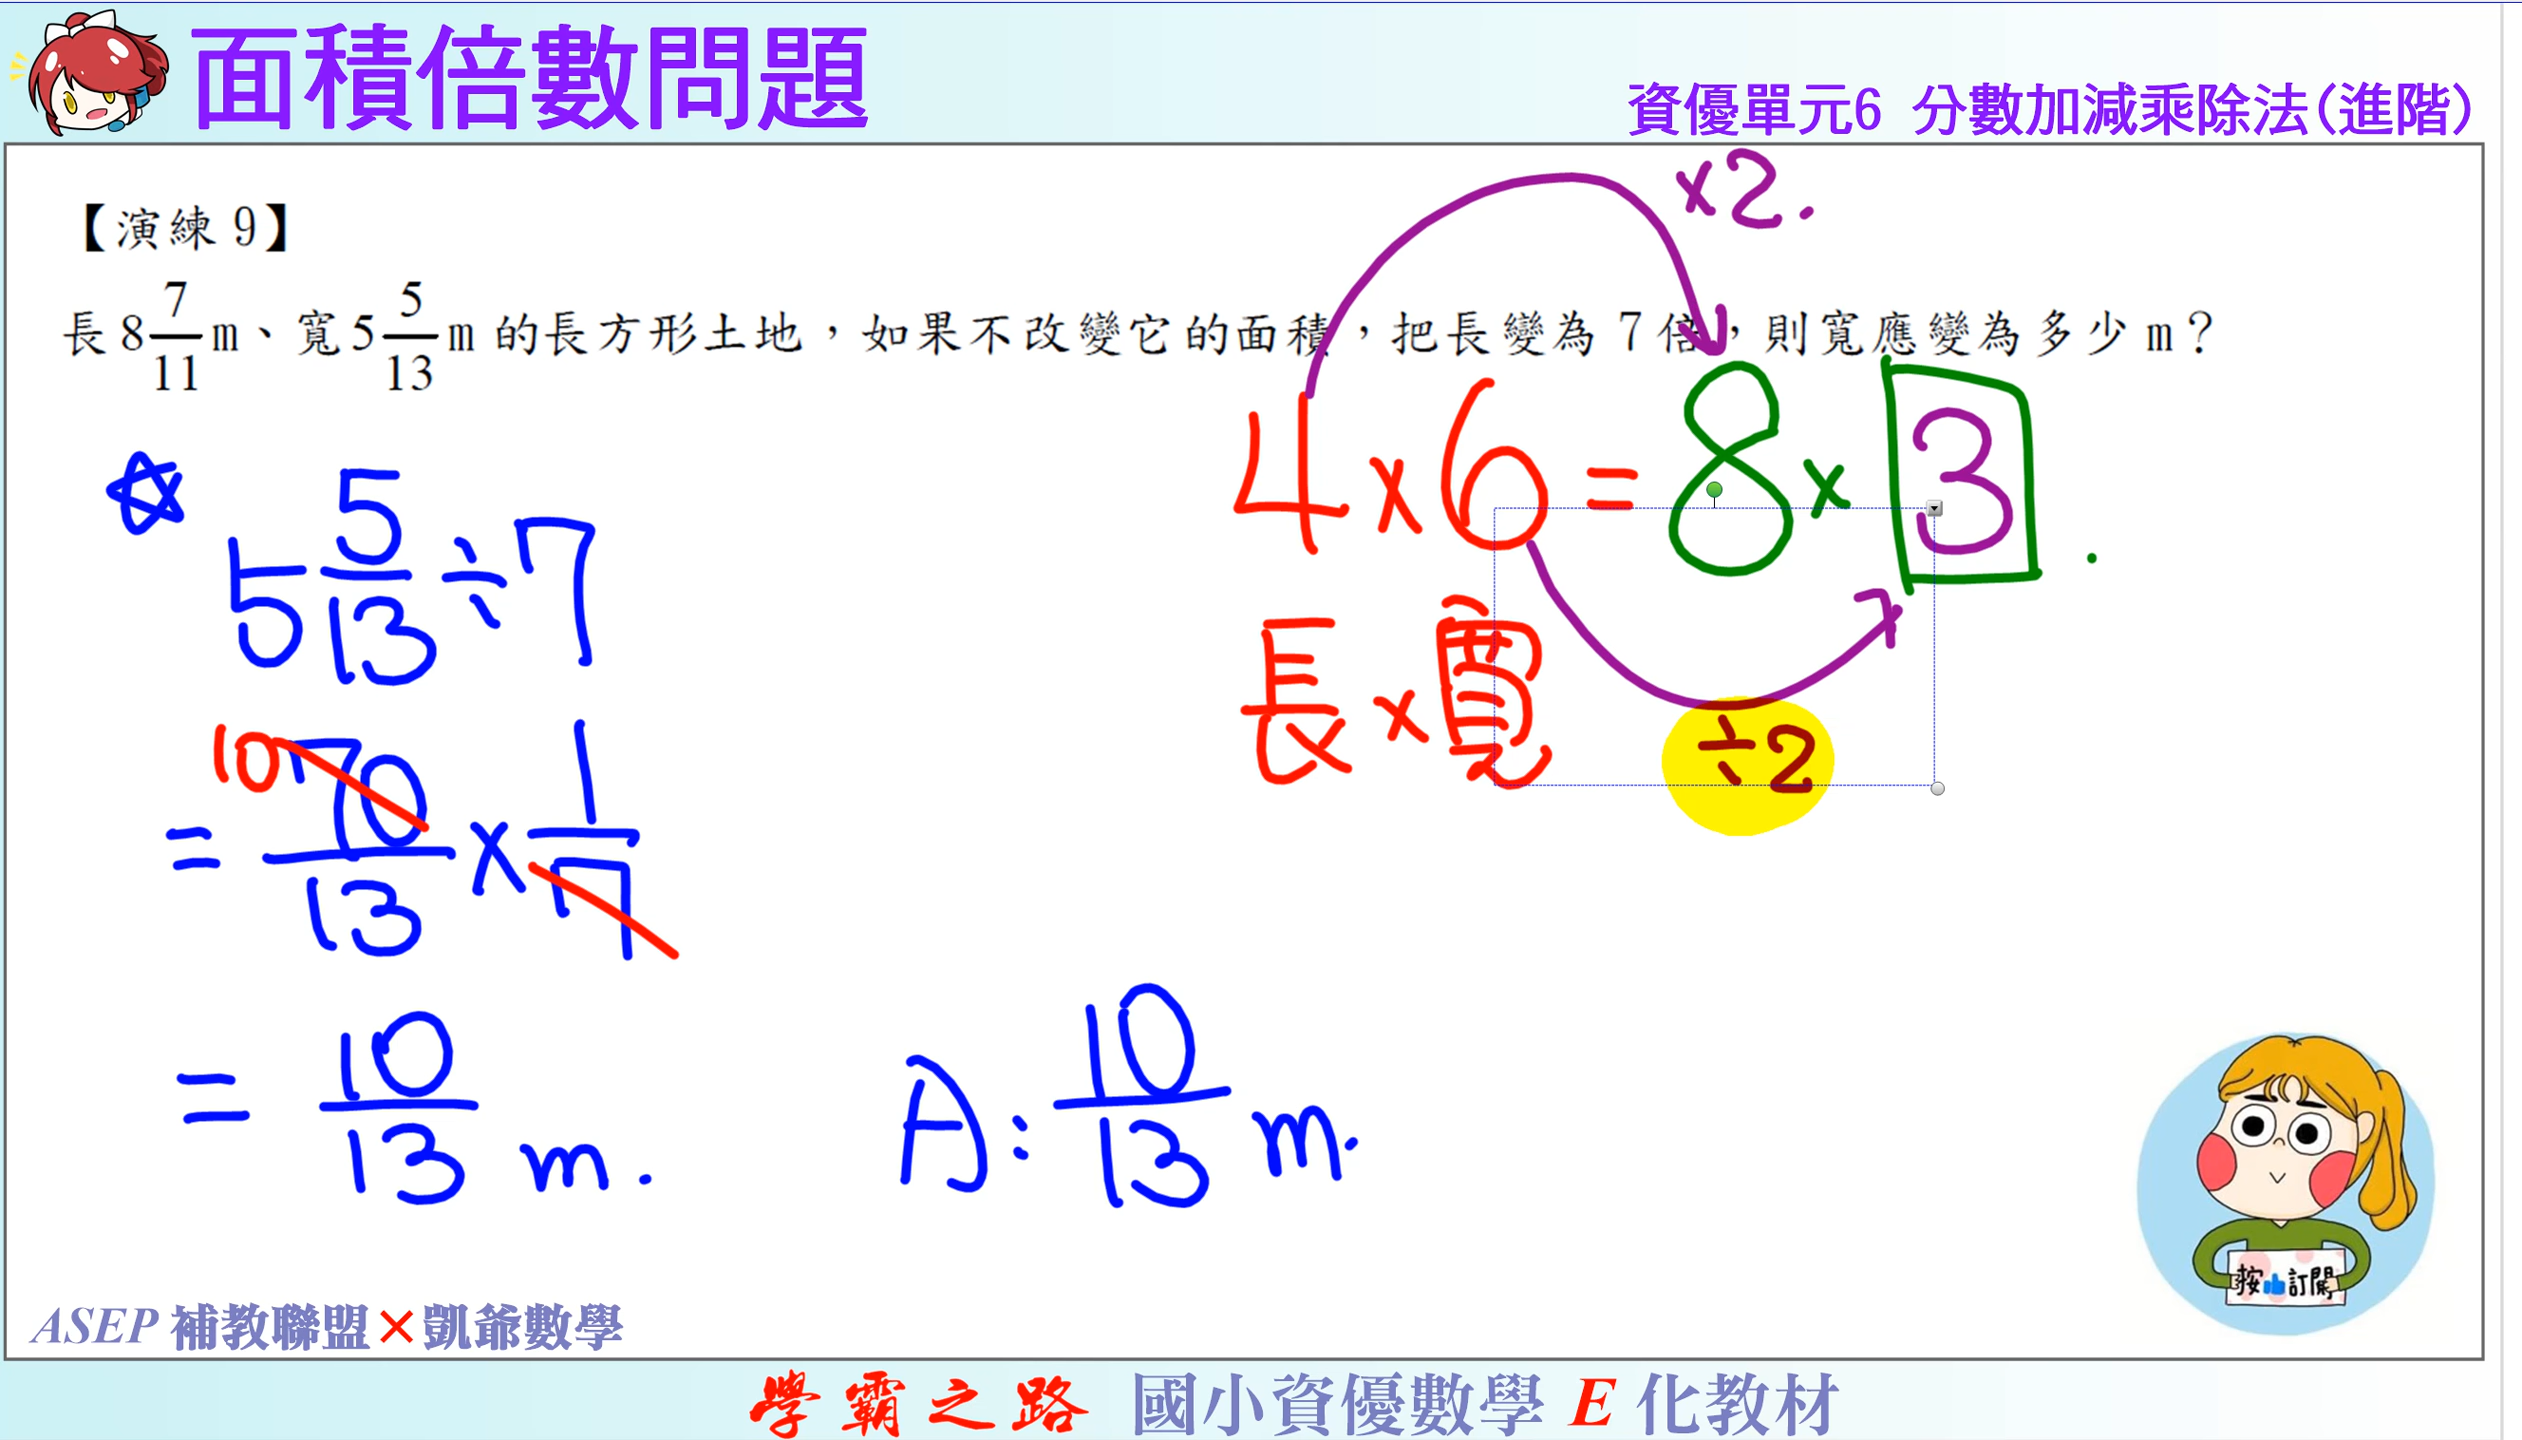 面積倍數問題
資優單元6 分數加減乘除法(進階)
【演練 9】
長 8 7/11 m、寬 5 5/13 m 的長方形土地，如果不改變它的面積，把長變為 7 倍，則寬應變為多少 m？
×2.
4 × 6 = 8 × 3 .
長 × 寬
÷2
☆
5 5/13 ÷ 7
= 10 70/13 × 1/7
= 10/13 m.
A: 10/13 m.
按訂閱
ASEP 補教聯盟×凱爺數學
學霸之路 國小資優數學 E 化教材